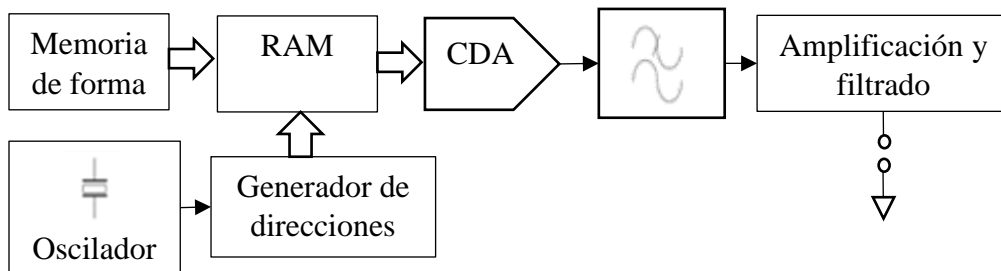 Memoria
de forma
RAM
CDA
Amplificación y
filtrado
Oscilador
Generador de
direcciones